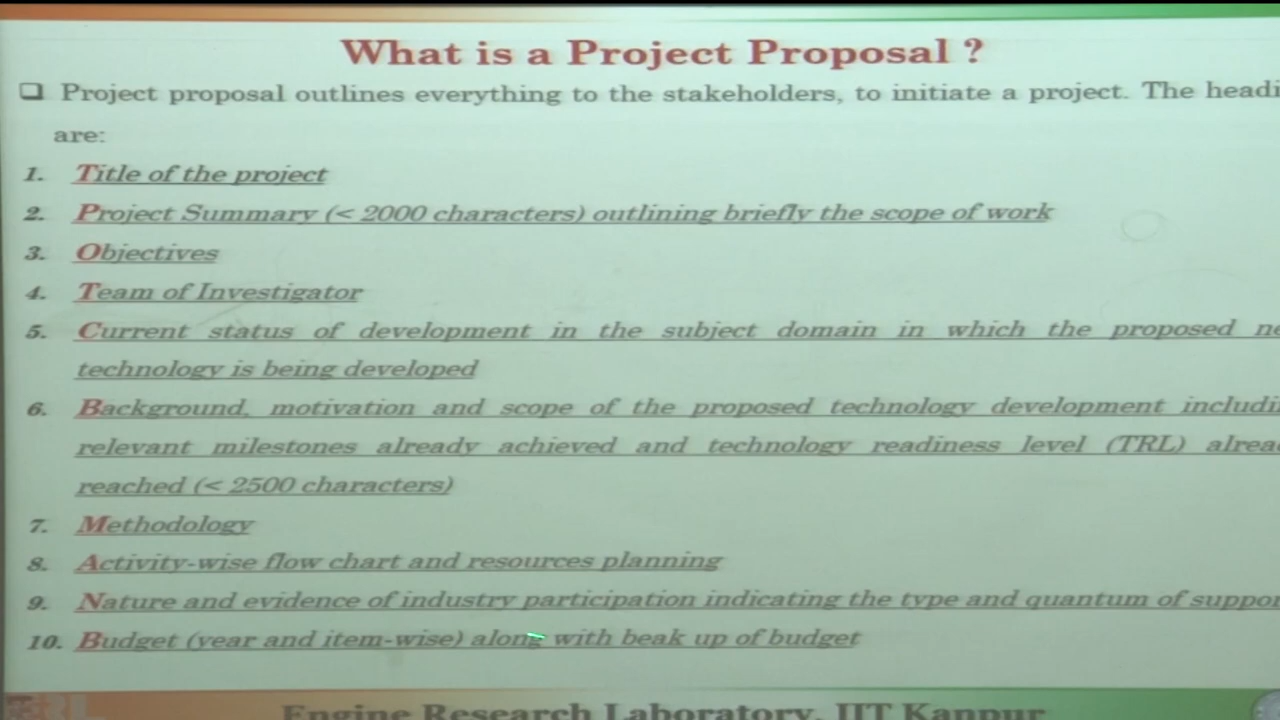 What is a Project Proposal ?
❑ Project proposal outlines everything to the stakeholders, to initiate a project. The headi
are:
1. Title of the project
2. Project Summary (< 2000 characters) outlining briefly the scope of work
3. Objectives
4. Team of Investigator
5. Current status of development in the subject domain in which the proposed ne
technology is being developed
6. Background, motivation and scope of the proposed technology development includi
relevant milestones already achieved and technology readiness level (TRL) alrea
reached (< 2500 characters)
7. Methodology
8. Activity-wise flow chart and resources planning
9. Nature and evidence of industry participation indicating the type and quantum of suppor
10. Budget (year and item-wise) along with beak up of budget
Engine Research Laboratory, IIT Kanpur